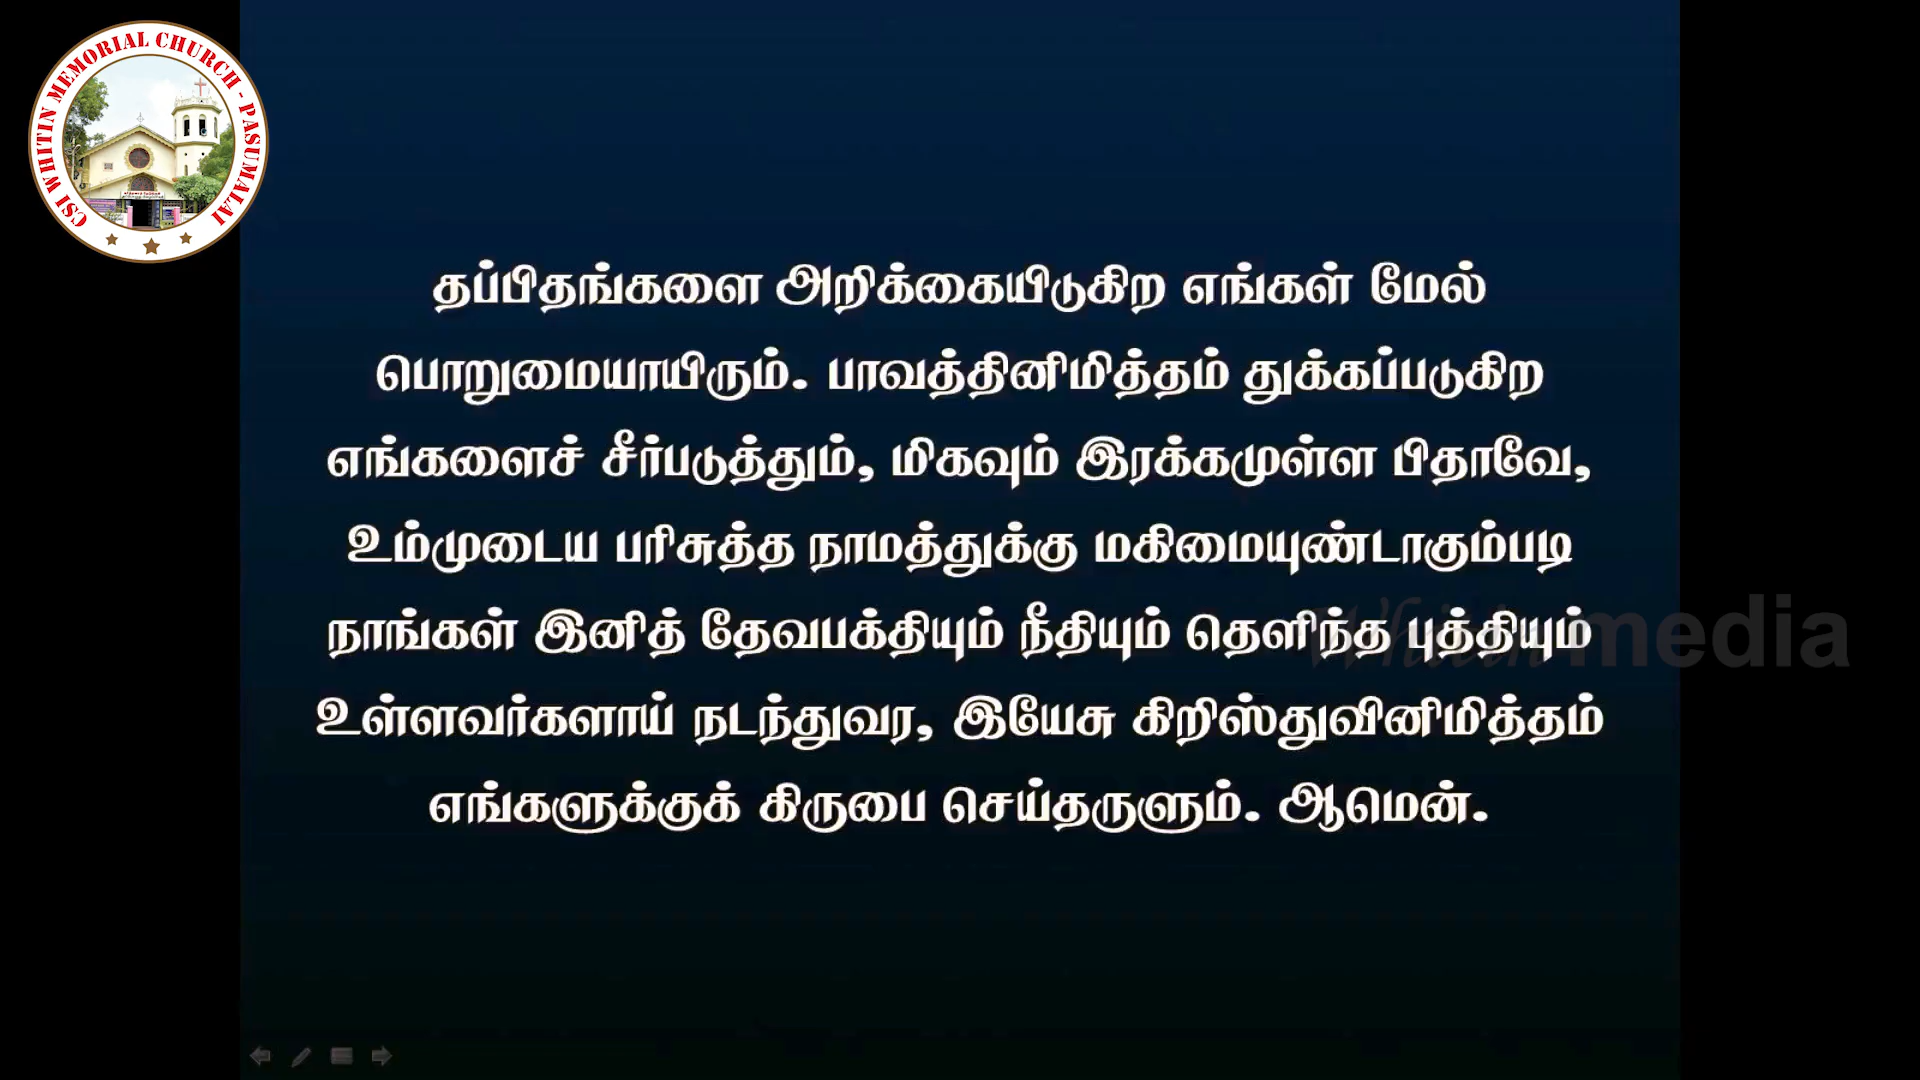 CSI WHITIN MEMORIAL CHURCH - PASUMALAI
தப்பிதங்களை அறிக்கையிடுகிற எங்கள் மேல்
பொறுமையாயிரும். பாவத்தினிமித்தம் துக்கப்படுகிற
எங்களைச் சீர்படுத்தும், மிகவும் இரக்கமுள்ள பிதாவே,
உம்முடைய பரிசுத்த நாமத்துக்கு மகிமையுண்டாகும்படி
நாங்கள் இனித் தேவபக்தியும் நீதியும் தெளிந்த புத்தியும்
Whitin media
உள்ளவர்களாய் நடந்துவர, இயேசு கிறிஸ்துவினிமித்தம்
எங்களுக்குக் கிருபை செய்தருளும். ஆமென்.